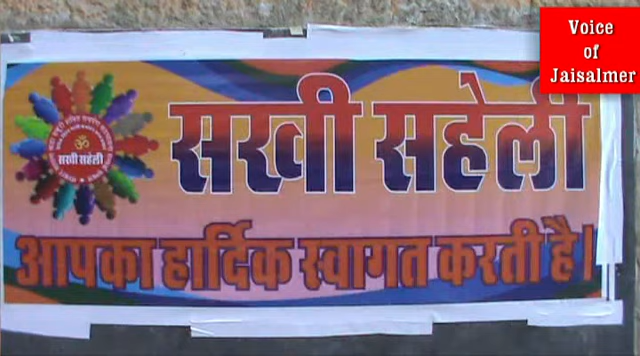 Voice
of
Jaisalmer
सखी सहेली
सखी सहेली
आपका हार्दिक स्वागत करती है।